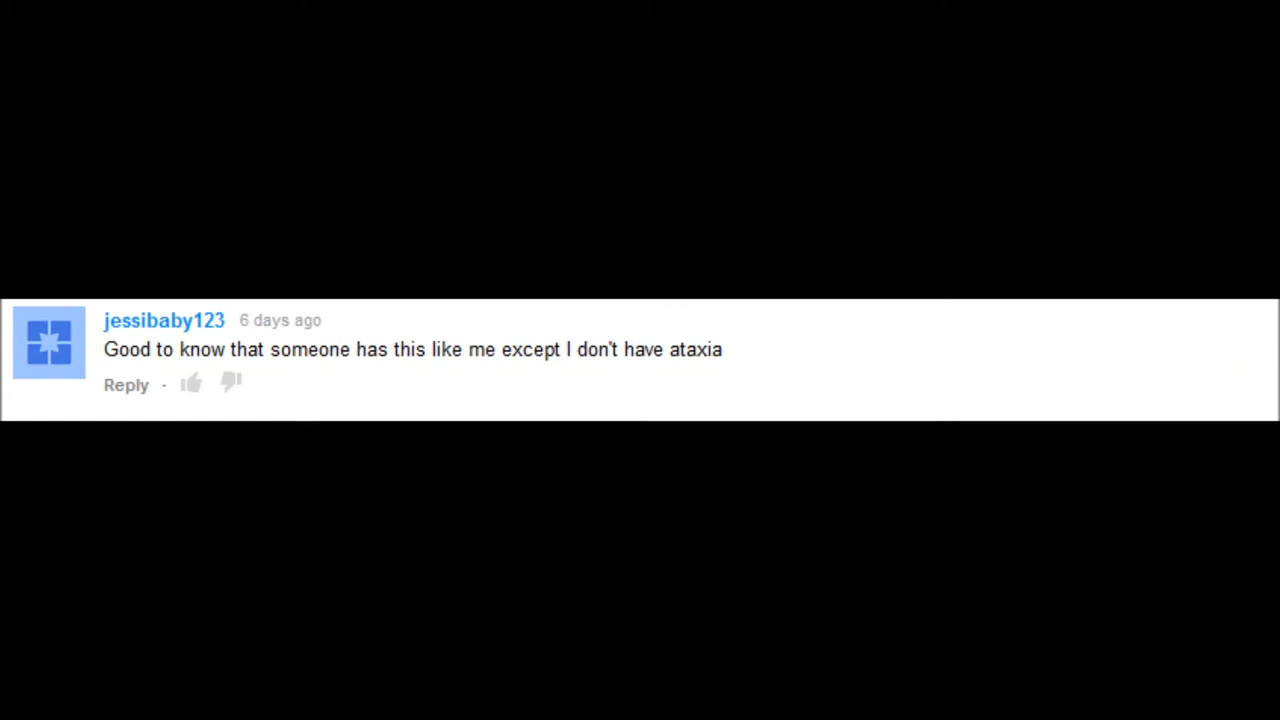 jessibaby123 6 days ago
Good to know that someone has this like me except I don't have ataxia
Reply ·